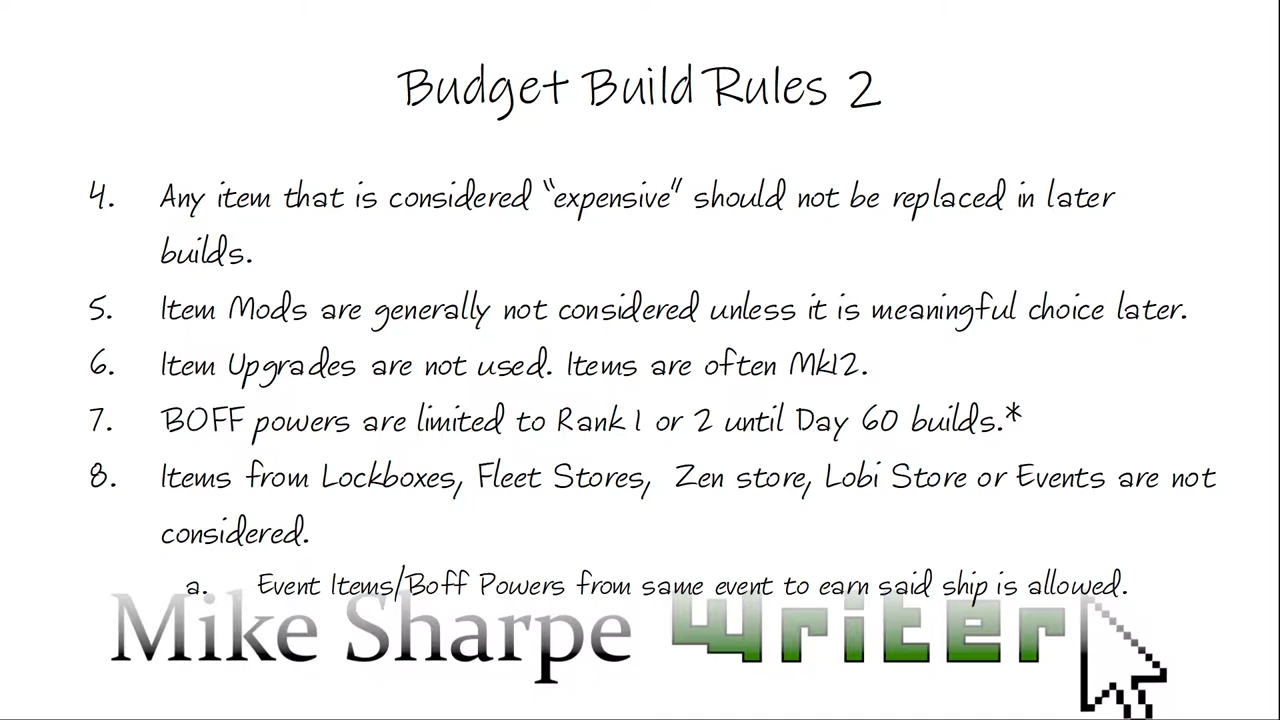 Budget Build Rules 2
4. Any item that is considered "expensive" should not be replaced in later
builds.
5. Item Mods are generally not considered unless it is meaningful choice later.
6. Item Upgrades are not used. Items are often Mk12.
7. BOFF powers are limited to Rank 1 or 2 until Day 60 builds.*
8. Items from Lockboxes, Fleet Stores, Zen store, Lobi Store or Events are not
considered.
a. Event Items/Boff Powers from same event to earn said ship is allowed.
Mike Sharpe Writer